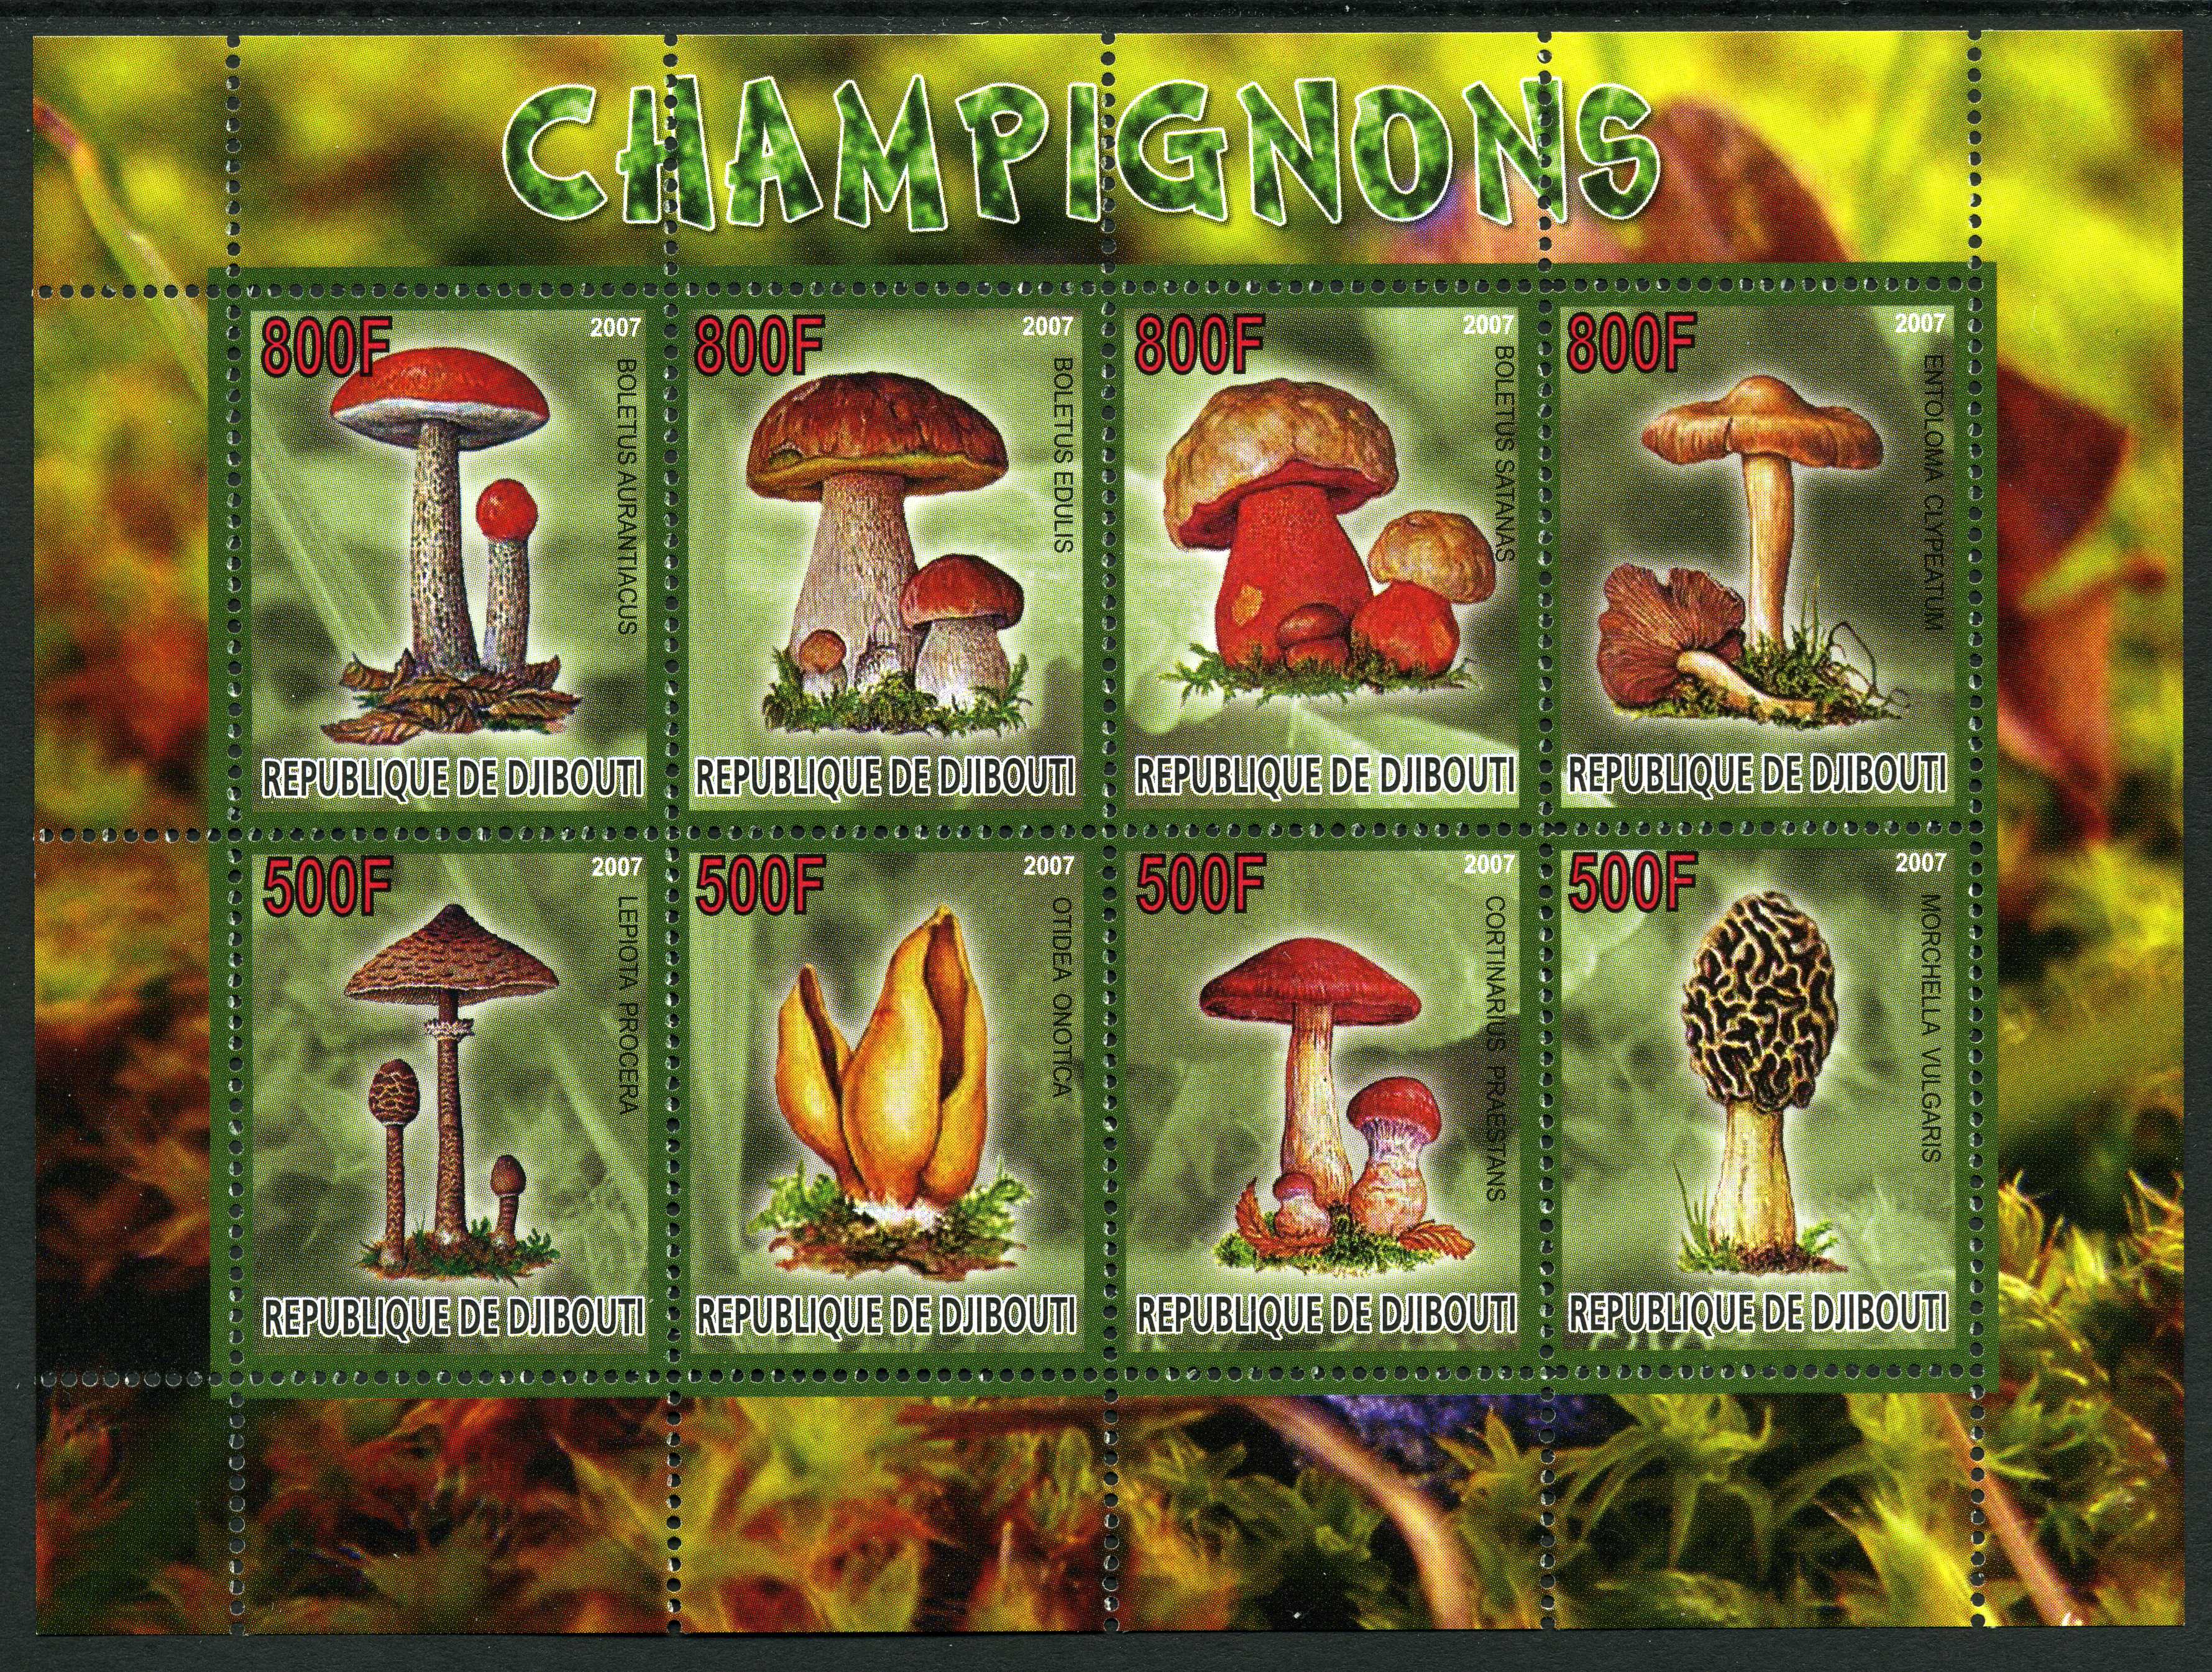 CHAMPIGNONS
800F
2007
BOLETUS AURANTIACUS
REPUBLIQUE DE DJIBOUTI
800F
2007
BOLETUS EDULIS
REPUBLIQUE DE DJIBOUTI
800F
2007
BOLETUS SATANAS
REPUBLIQUE DE DJIBOUTI
800F
2007
ENTOLOMA CLYPEATUM
REPUBLIQUE DE DJIBOUTI
500F
2007
LEPIOTA PROCERA
REPUBLIQUE DE DJIBOUTI
500F
2007
OTIDEA ONOTICA
REPUBLIQUE DE DJIBOUTI
500F
2007
CORTINARIUS PRAESTANS
REPUBLIQUE DE DJIBOUTI
500F
2007
MORCHELLA VULGARIS
REPUBLIQUE DE DJIBOUTI